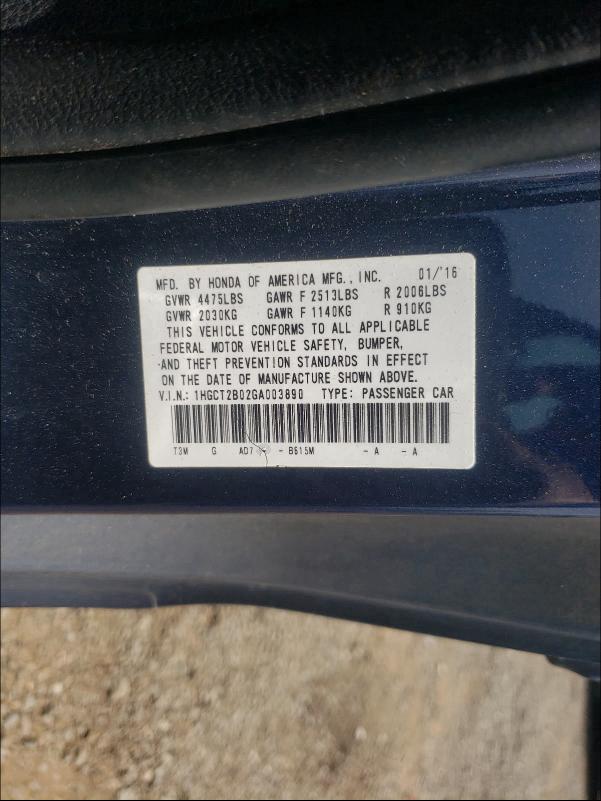 MFD. BY HONDA OF AMERICA MFG., INC. 01/'16
GVWR 4475LBS GAWR F 2513LBS R 2006LBS
GVWR 2030KG GAWR F 1140KG R 910KG
THIS VEHICLE CONFORMS TO ALL APPLICABLE
FEDERAL MOTOR VEHICLE SAFETY, BUMPER,
AND THEFT PREVENTION STANDARDS IN EFFECT
ON THE DATE OF MANUFACTURE SHOWN ABOVE.
V.I.N.: 1HGCT2B02GA003890 TYPE: PASSENGER CAR
T3M G AD7 - B615M - A - A